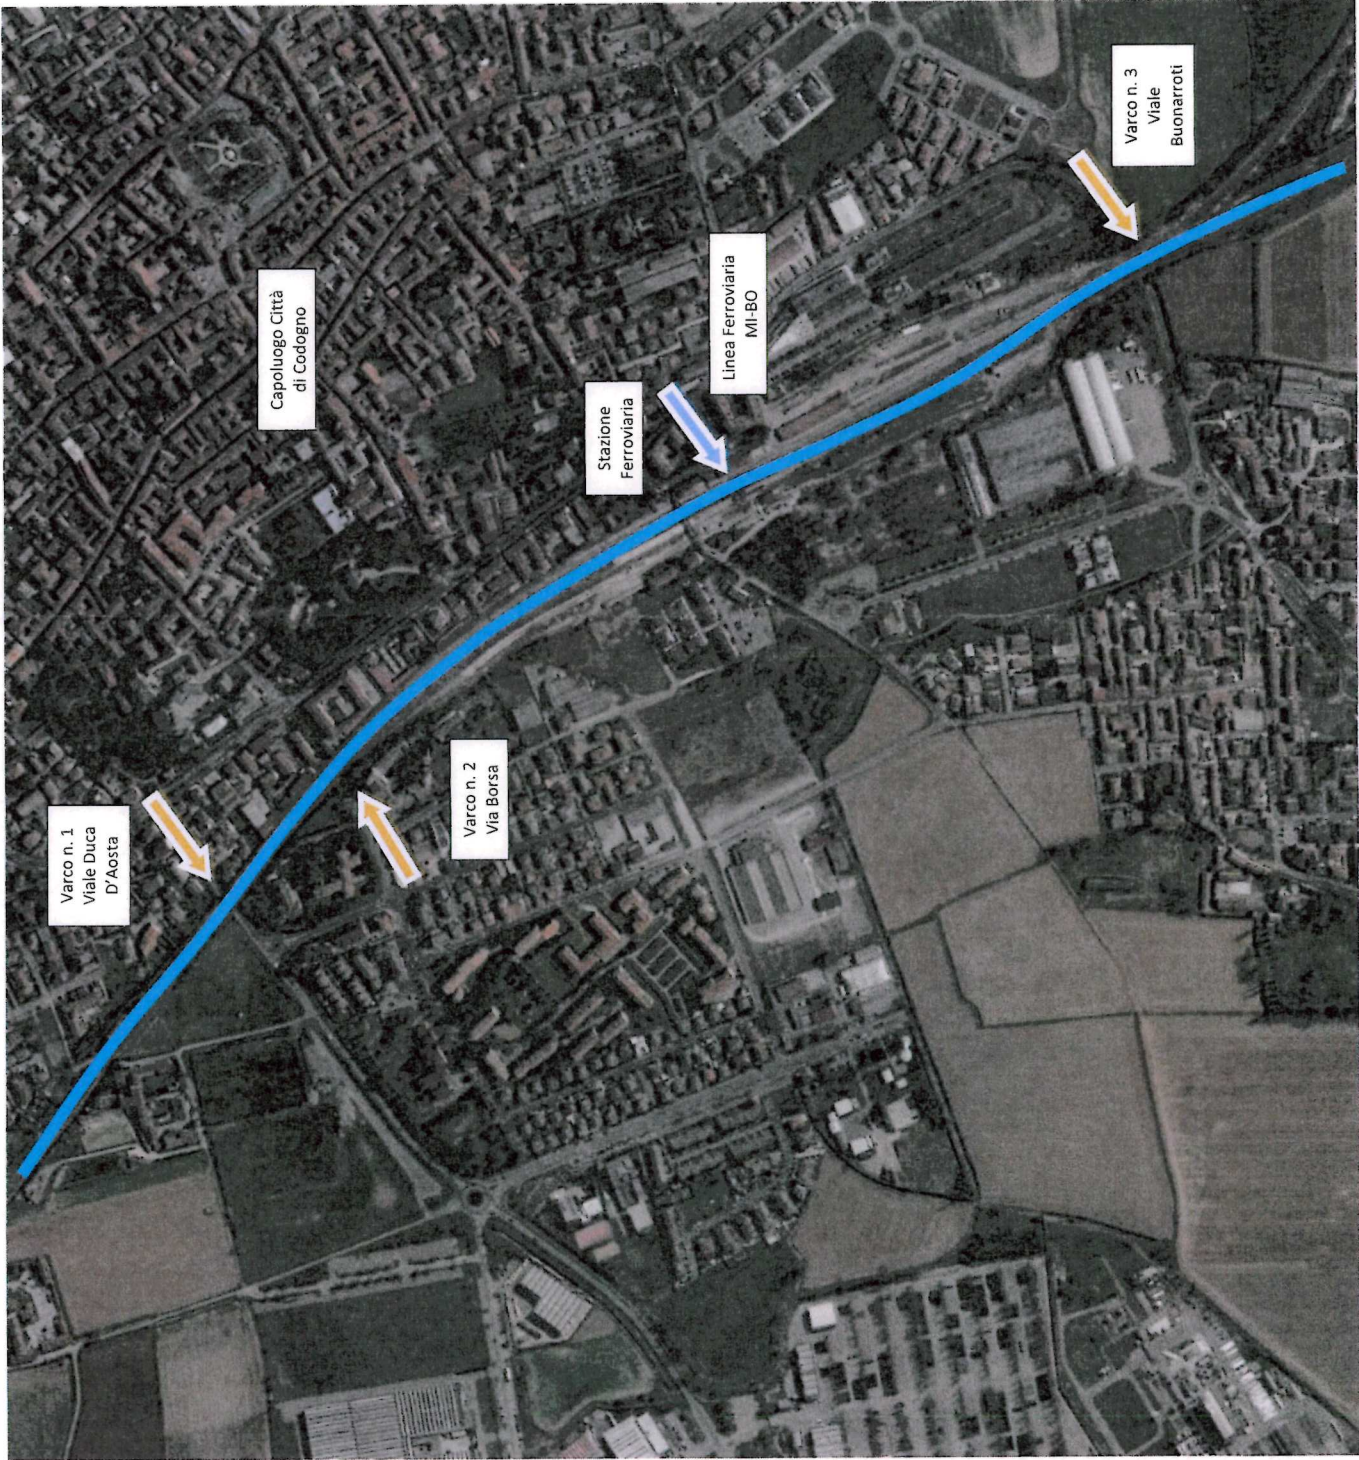 Varco n. 1
Viale Duca
D'Aosta
Capoluogo Città
di Codogno
Varco n. 2
Via Borsa
Stazione
Ferroviaria
Linea Ferroviaria
MI-BO
Varco n. 3
Viale
Buonarroti